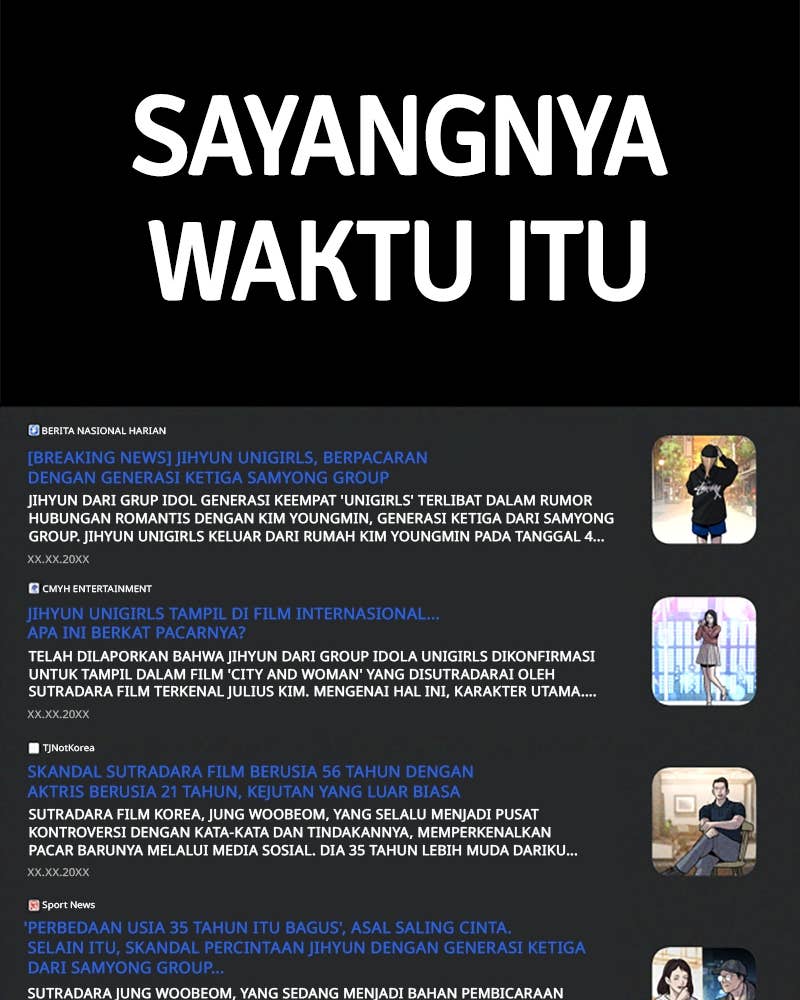 SAYANGNYA
WAKTU ITU
BERITA NASIONAL HARIAN
[BREAKING NEWS] JIHYUN UNIGIRLS, BERPACARAN
DENGAN GENERASI KETIGA SAMYONG GROUP
JIHYUN DARI GRUP IDOL GENERASI KEEMPAT 'UNIGIRLS' TERLIBAT DALAM RUMOR
HUBUNGAN ROMANTIS DENGAN KIM YOUNGMIN, GENERASI KETIGA DARI SAMYONG
GROUP. JIHYUN UNIGIRLS KELUAR DARI RUMAH KIM YOUNGMIN PADA TANGGAL 4...
XX.XX.20XX
CMYH ENTERTAINMENT
JIHYUN UNIGIRLS TAMPIL DI FILM INTERNASIONAL...
APA INI BERKAT PACARNYA?
TELAH DILAPORKAN BAHWA JIHYUN DARI GROUP IDOLA UNIGIRLS DIKONFIRMASI
UNTUK TAMPIL DALAM FILM 'CITY AND WOMAN' YANG DISUTRADARAI OLEH
SUTRADARA FILM TERKENAL JULIUS KIM. MENGENAI HAL INI, KARAKTER UTAMA....
XX.XX.20XX
TJNotKorea
SKANDAL SUTRADARA FILM BERUSIA 56 TAHUN DENGAN
AKTRIS BERUSIA 21 TAHUN, KEJUTAN YANG LUAR BIASA
SUTRADARA FILM KOREA, JUNG WOOBEOM, YANG SELALU MENJADI PUSAT
KONTROVERSI DENGAN KATA-KATA DAN TINDAKANNYA, MEMPERKENALKAN
PACAR BARUNYA MELALUI MEDIA SOSIAL. DIA 35 TAHUN LEBIH MUDA DARIKU...
XX.XX.20XX
Sport News
'PERBEDAAN USIA 35 TAHUN ITU BAGUS', ASAL SALING CINTA.
SELAIN ITU, SKANDAL PERCINTAAN JIHYUN DENGAN GENERASI KETIGA
DARI SAMYONG GROUP...
SUTRADARA JUNG WOOBEOM, YANG SEDANG MENJADI BAHAN PEMBICARAAN